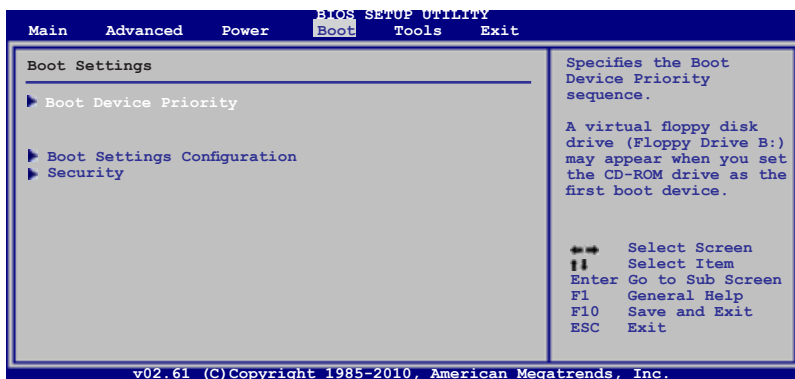 BIOS SETUP UTILITY
Main Advanced Power Boot Tools Exit
Boot Settings
Boot Device Priority
Boot Settings Configuration
Security
Specifies the Boot
Device Priority
sequence.
A virtual floppy disk
drive (Floppy Drive B:)
may appear when you set
the CD-ROM drive as the
first boot device.
Select Screen
Select Item
Enter Go to Sub Screen
F1 General Help
F10 Save and Exit
ESC Exit
v02.61 (C)Copyright 1985-2010, American Megatrends, Inc.